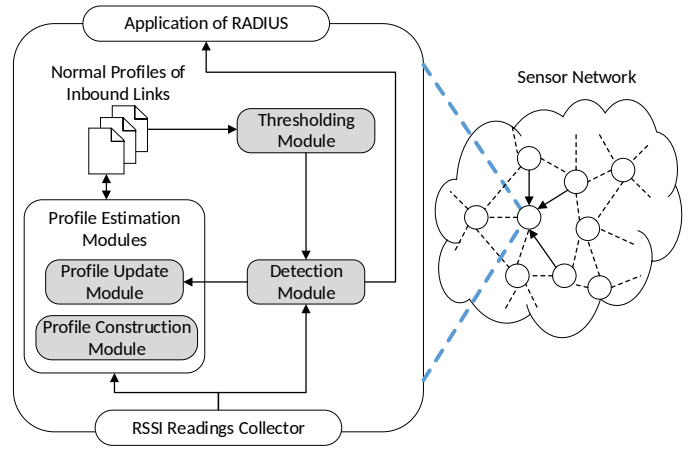 Application of RADIUS
Normal Profiles of
Inbound Links
Thresholding
Module
Profile Estimation
Modules
Profile Update
Module
Detection
Module
Profile Construction
Module
RSSI Readings Collector
Sensor Network